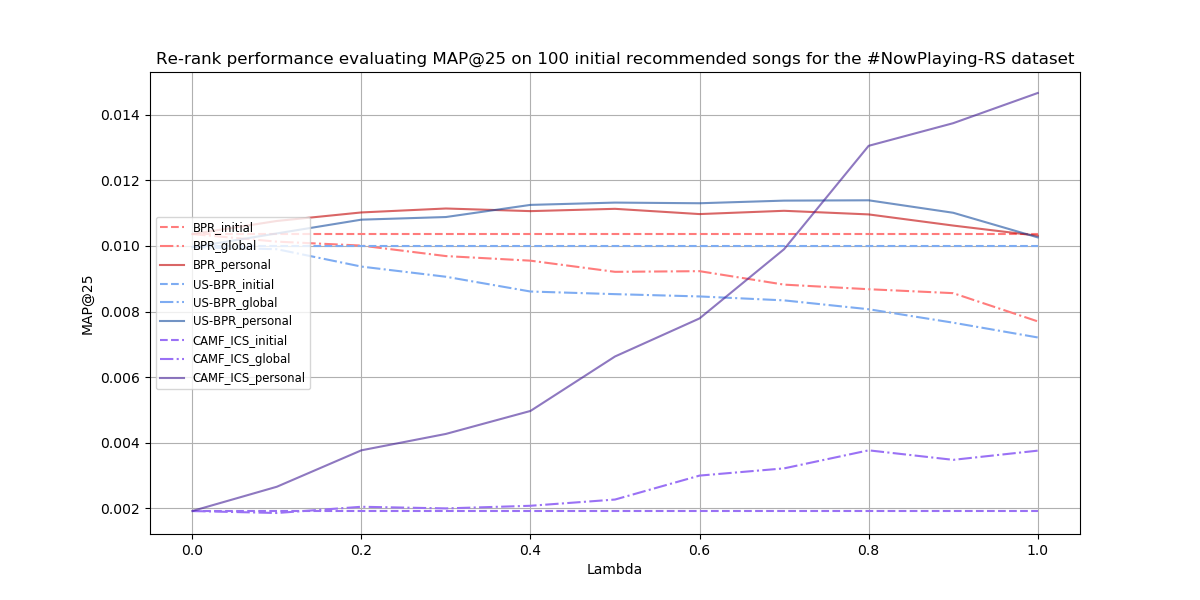 Re-rank performance evaluating MAP@25 on 100 initial recommended songs for the #NowPlaying-RS dataset
MAP@25
0.014
0.012
0.010
0.008
0.006
0.004
0.002
BPR_initial
BPR_global
BPR_personal
US-BPR_initial
US-BPR_global
US-BPR_personal
CAMF_ICS_initial
CAMF_ICS_global
CAMF_ICS_personal
0.0 0.2 0.4 0.6 0.8 1.0
Lambda